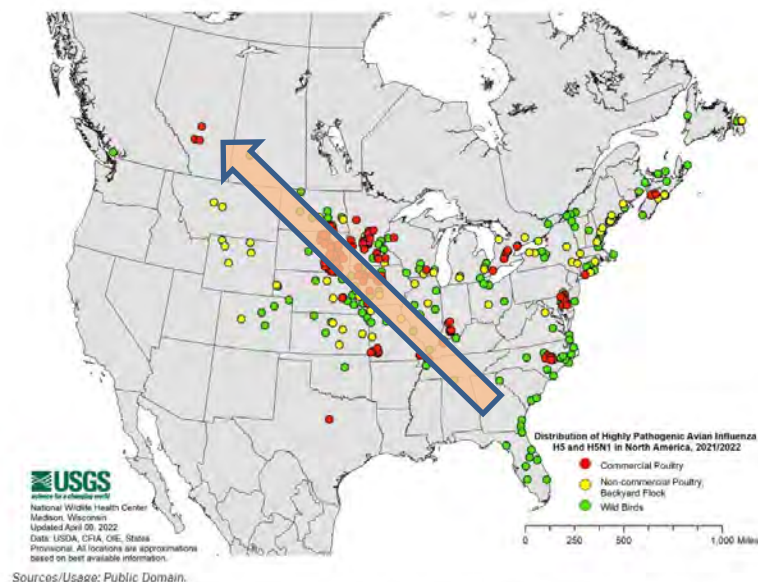 Distribution of Highly Pathogenic Avian Influenza
H5 and H5N1 in North America, 2021/2022
Commercial Poultry
Non-commercial Poultry,
Backyard Flock
Wild Birds
0 250 500 1,000 Miles
USGS
science for a changing world
National Wildlife Health Center
Madison, Wisconsin
Updated April 08, 2022
Data: USDA, CFIA, OIE, States
Provisional. All locations are approximations
based on best available information.
Sources/Usage: Public Domain.